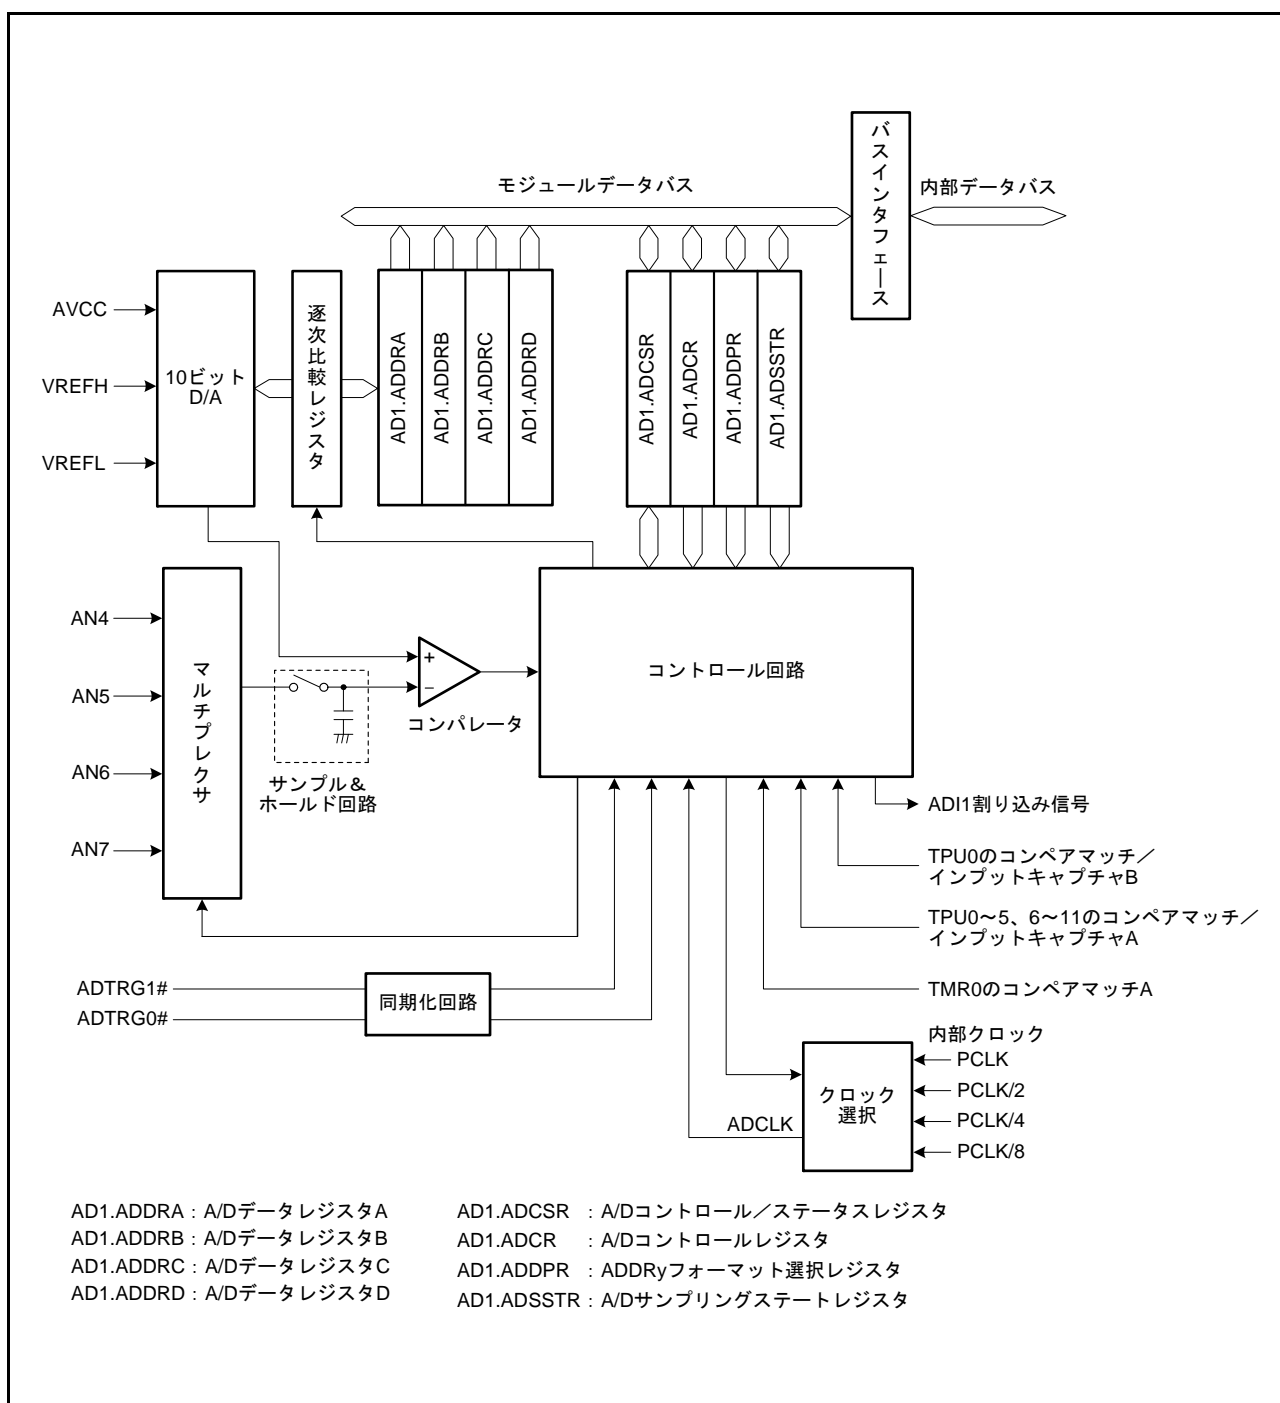 モジュールデータバス
バスインタフェース
内部データバス
AVCC
VREFH
VREFL
10ビット
D/A
逐次比較レジスタ
AD1.ADDRA
AD1.ADDRB
AD1.ADDRC
AD1.ADDRD
AD1.ADCSR
AD1.ADCR
AD1.ADDPR
AD1.ADSSTR
AN4
AN5
AN6
AN7
マルチプレクサ
サンプル&
ホールド回路
+
−
コンパレータ
コントロール回路
ADI1割り込み信号
TPU0のコンペアマッチ/
インプットキャプチャB
TPU0~5、6~11のコンペアマッチ/
インプットキャプチャA
TMR0のコンペアマッチA
ADTRG1#
ADTRG0#
同期化回路
内部クロック
PCLK
PCLK/2
PCLK/4
PCLK/8
クロック
選択
ADCLK
AD1.ADDRA : A/DデータレジスタA
AD1.ADDRB : A/DデータレジスタB
AD1.ADDRC : A/DデータレジスタC
AD1.ADDRD : A/DデータレジスタD
AD1.ADCSR : A/Dコントロール/ステータスレジスタ
AD1.ADCR : A/Dコントロールレジスタ
AD1.ADDPR : ADDRyフォーマット選択レジスタ
AD1.ADSSTR : A/Dサンプリングステートレジスタ